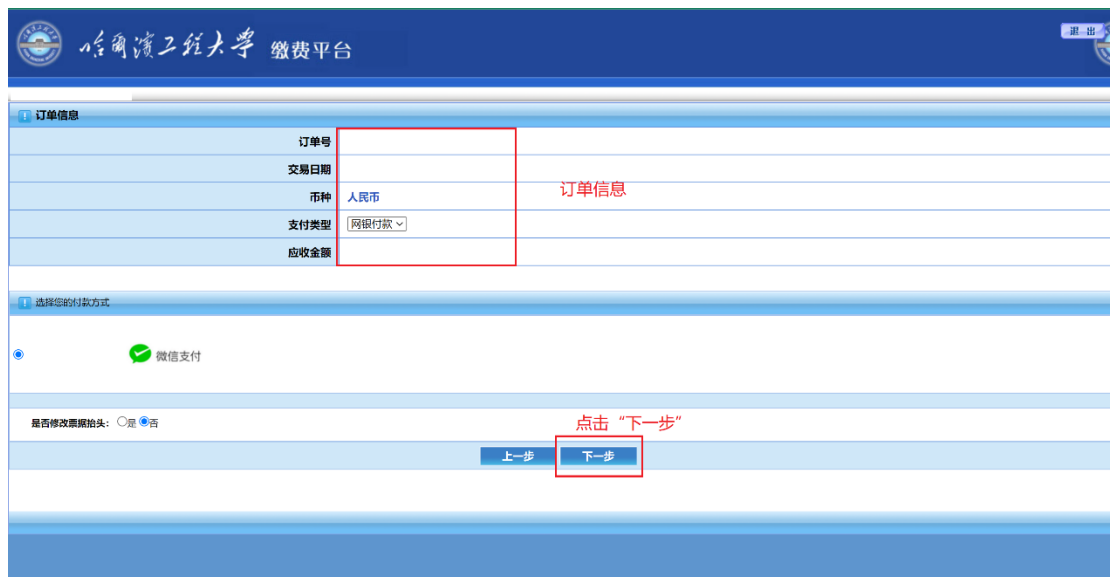 哈尔滨工程大学 缴费平台
退 出
订单信息
订单号
交易日期
币种 人民币
订单信息
支付类型 网银付款
应收金额
选择您的付款方式
微信支付
是否修改票据抬头： 是 否
点击“下一步”
上一步 下一步